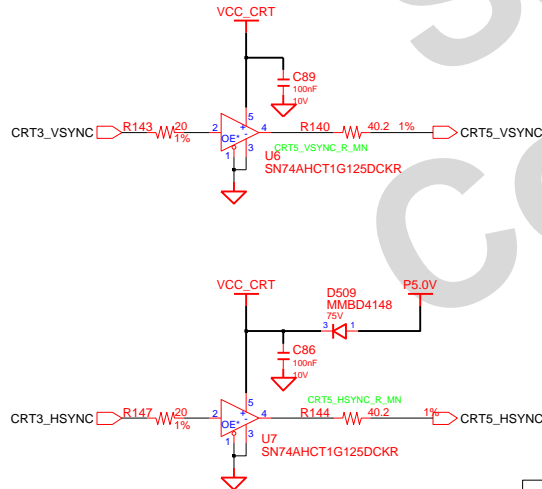 VCC_CRT
C89
100nF
10V
5
CRT3_VSYNC
R143
20
1%
2
+
-
OE*
4
1
3
R140
40.2
1%
CRT5_VSYNC
CRT5_VSYNC_R_MN
U6
SN74AHCT1G125DCKR
VCC_CRT
D509
MMBD4148
75V
3
1
P5.0V
C86
100nF
10V
5
CRT3_HSYNC
R147
20
1%
2
+
-
OE*
4
1
3
CRT5_HSYNC_R_MN
R144
40.2
1%
CRT5_HSYNC
U7
SN74AHCT1G125DCKR